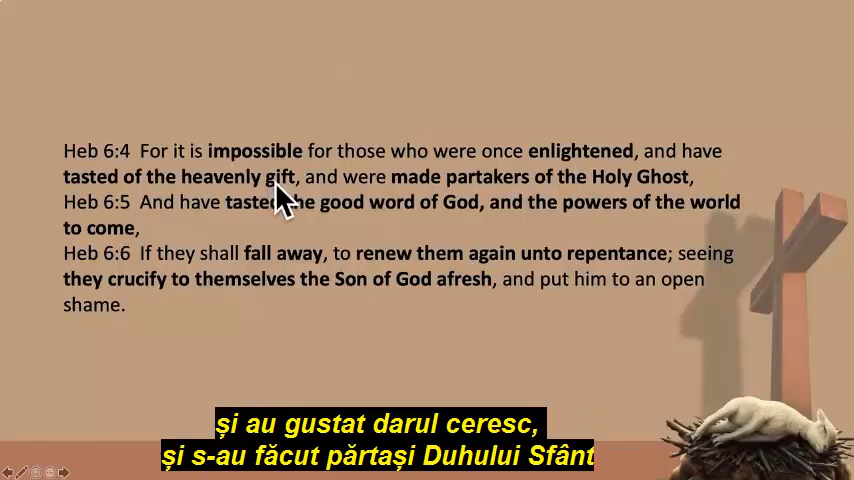 Heb 6:4 For it is impossible for those who were once enlightened, and have
tasted of the heavenly gift, and were made partakers of the Holy Ghost,
Heb 6:5 And have tasted the good word of God, and the powers of the world
to come,
Heb 6:6 If they shall fall away, to renew them again unto repentance; seeing
they crucify to themselves the Son of God afresh, and put him to an open
shame.
și au gustat darul ceresc,
și s-au făcut părtași Duhului Sfânt